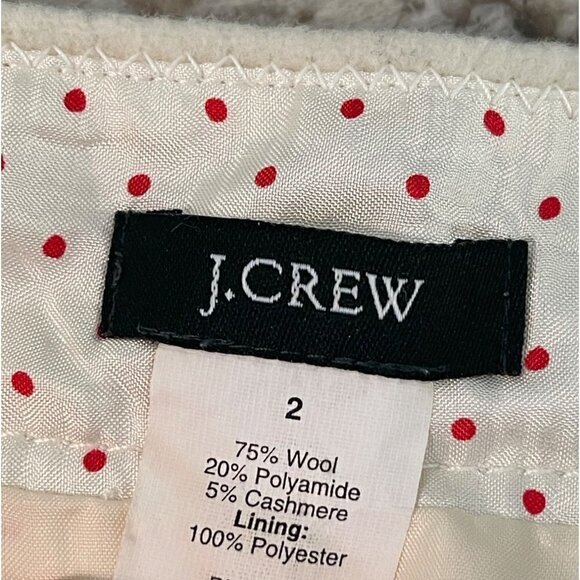 J.CREW
2
75% Wool
20% Polyamide
5% Cashmere
Lining:
100% Polyester